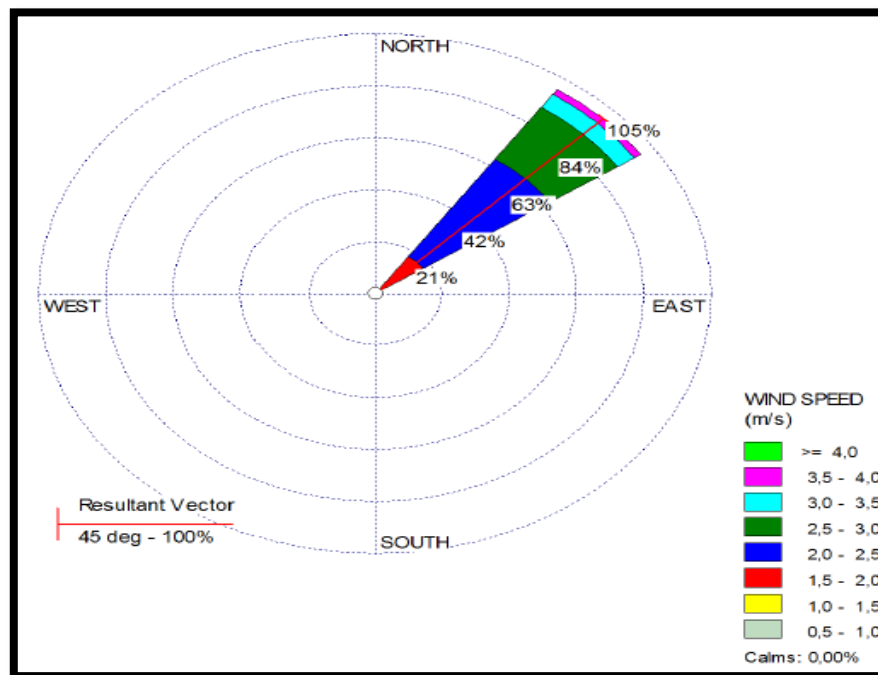 NORTH
105%
84%
63%
42%
21%
WEST
EAST
SOUTH
Resultant Vector
45 deg - 100%
WIND SPEED
(m/s)
>= 4,0
3,5 - 4,0
3,0 - 3,5
2,5 - 3,0
2,0 - 2,5
1,5 - 2,0
1,0 - 1,5
0,5 - 1,0
Calms: 0,00%